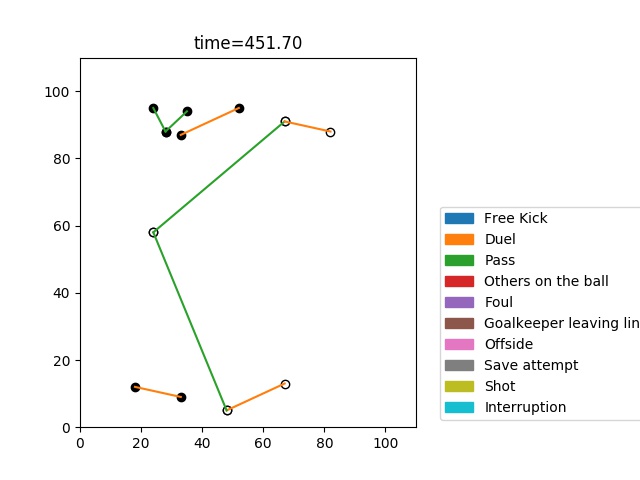 time=451.70
100
80
60
40
20
0
0 20 40 60 80 100
Free Kick
Duel
Pass
Others on the ball
Foul
Goalkeeper leaving lin
Offside
Save attempt
Shot
Interruption